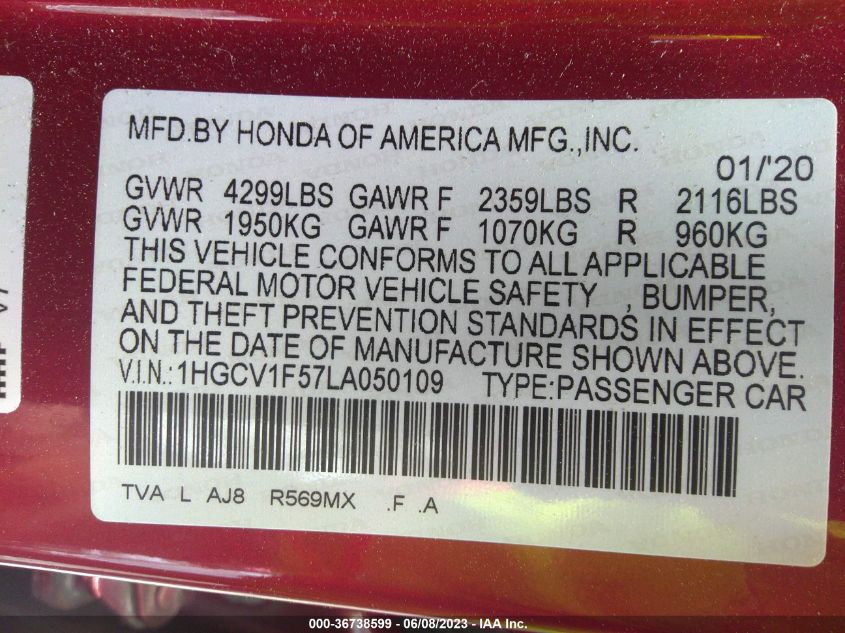 MFD.BY HONDA OF AMERICA MFG.,INC.
01/'20
GVWR 4299LBS GAWR F 2359LBS R 2116LBS
GVWR 1950KG GAWR F 1070KG R 960KG
THIS VEHICLE CONFORMS TO ALL APPLICABLE
FEDERAL MOTOR VEHICLE SAFETY , BUMPER,
AND THEFT PREVENTION STANDARDS IN EFFECT
ON THE DATE OF MANUFACTURE SHOWN ABOVE.
V.I.N.: 1HGCV1F57LA050109 TYPE: PASSENGER CAR
TVA L AJ8 R569MX .F .A
000-36738599 - 06/08/2023 - IAA Inc.